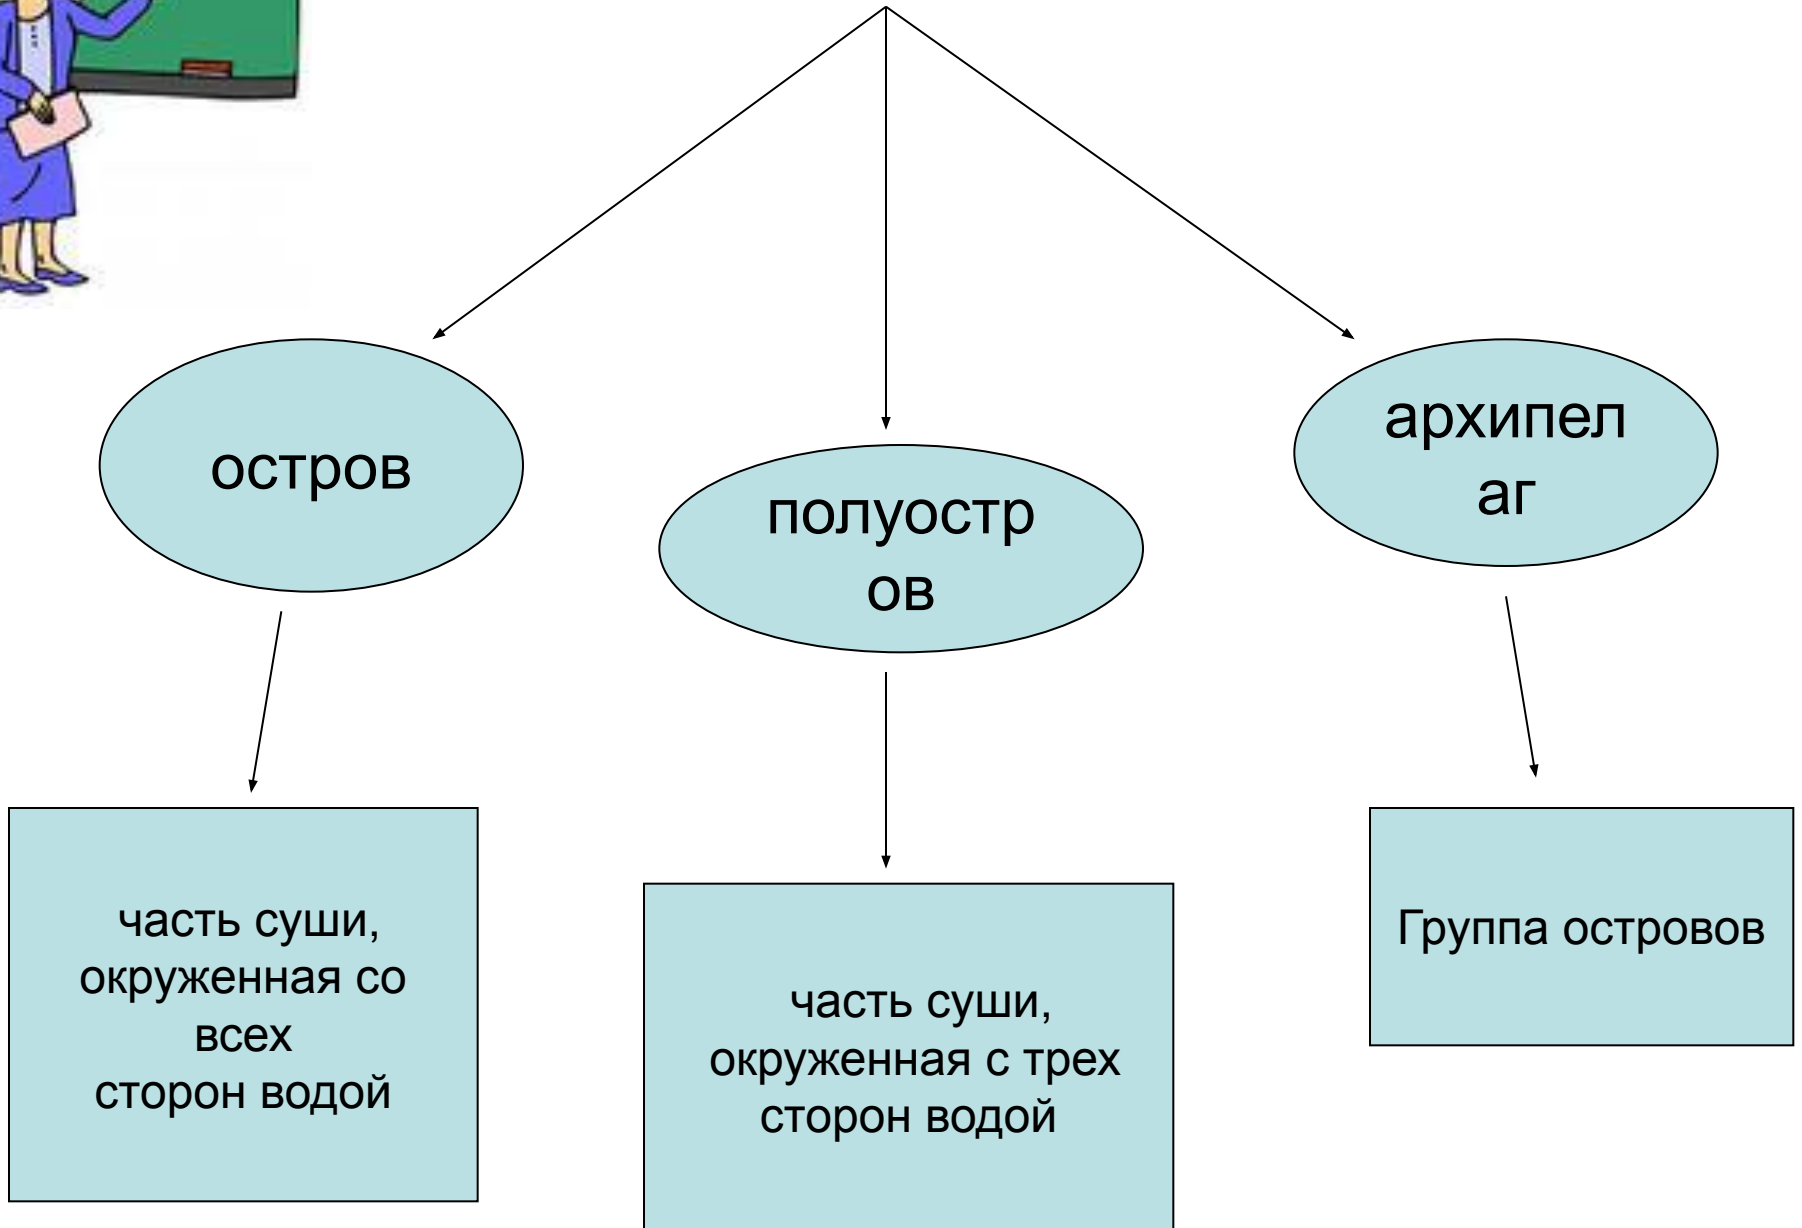 остров
полуостр
ов
архипел
аг
часть суши,
окруженная со
всех
сторон водой
часть суши,
окруженная с трех
сторон водой
Группа островов